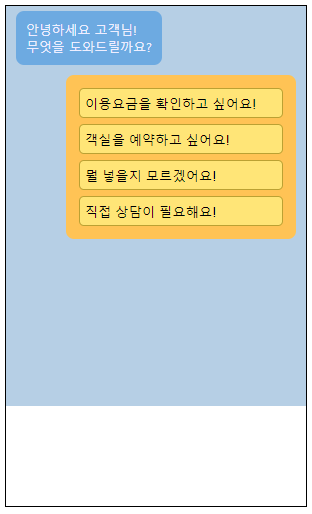 안녕하세요 고객님!
무엇을 도와드릴까요?
이용요금을 확인하고 싶어요!
객실을 예약하고 싶어요!
뭘 넣을지 모르겠어요!
직접 상담이 필요해요!